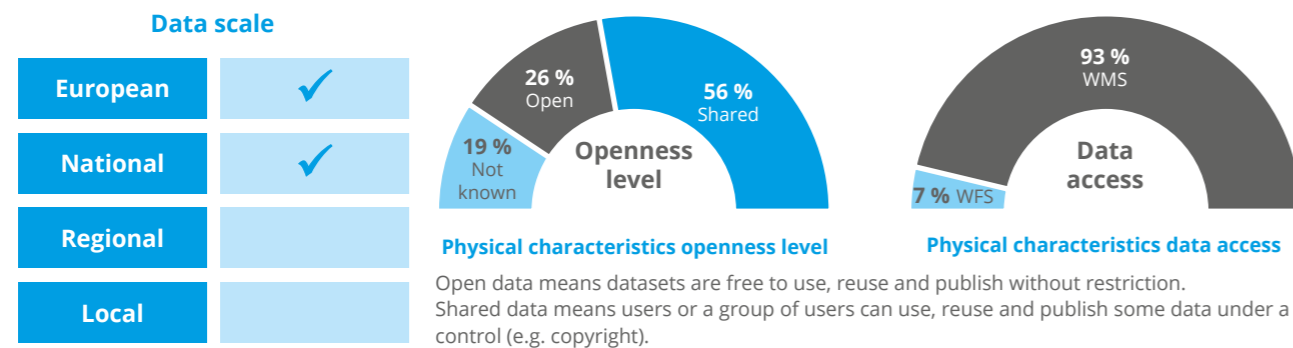 Data scale
European
National
Regional
Local
26 %
Open
56 %
Shared
19 %
Not
known
Openness
level
Physical characteristics openness level
93 %
WMS
7 % WFS
Data
access
Physical characteristics data access
Open data means datasets are free to use, reuse and publish without restriction.
Shared data means users or a group of users can use, reuse and publish some data under a
control (e.g. copyright).